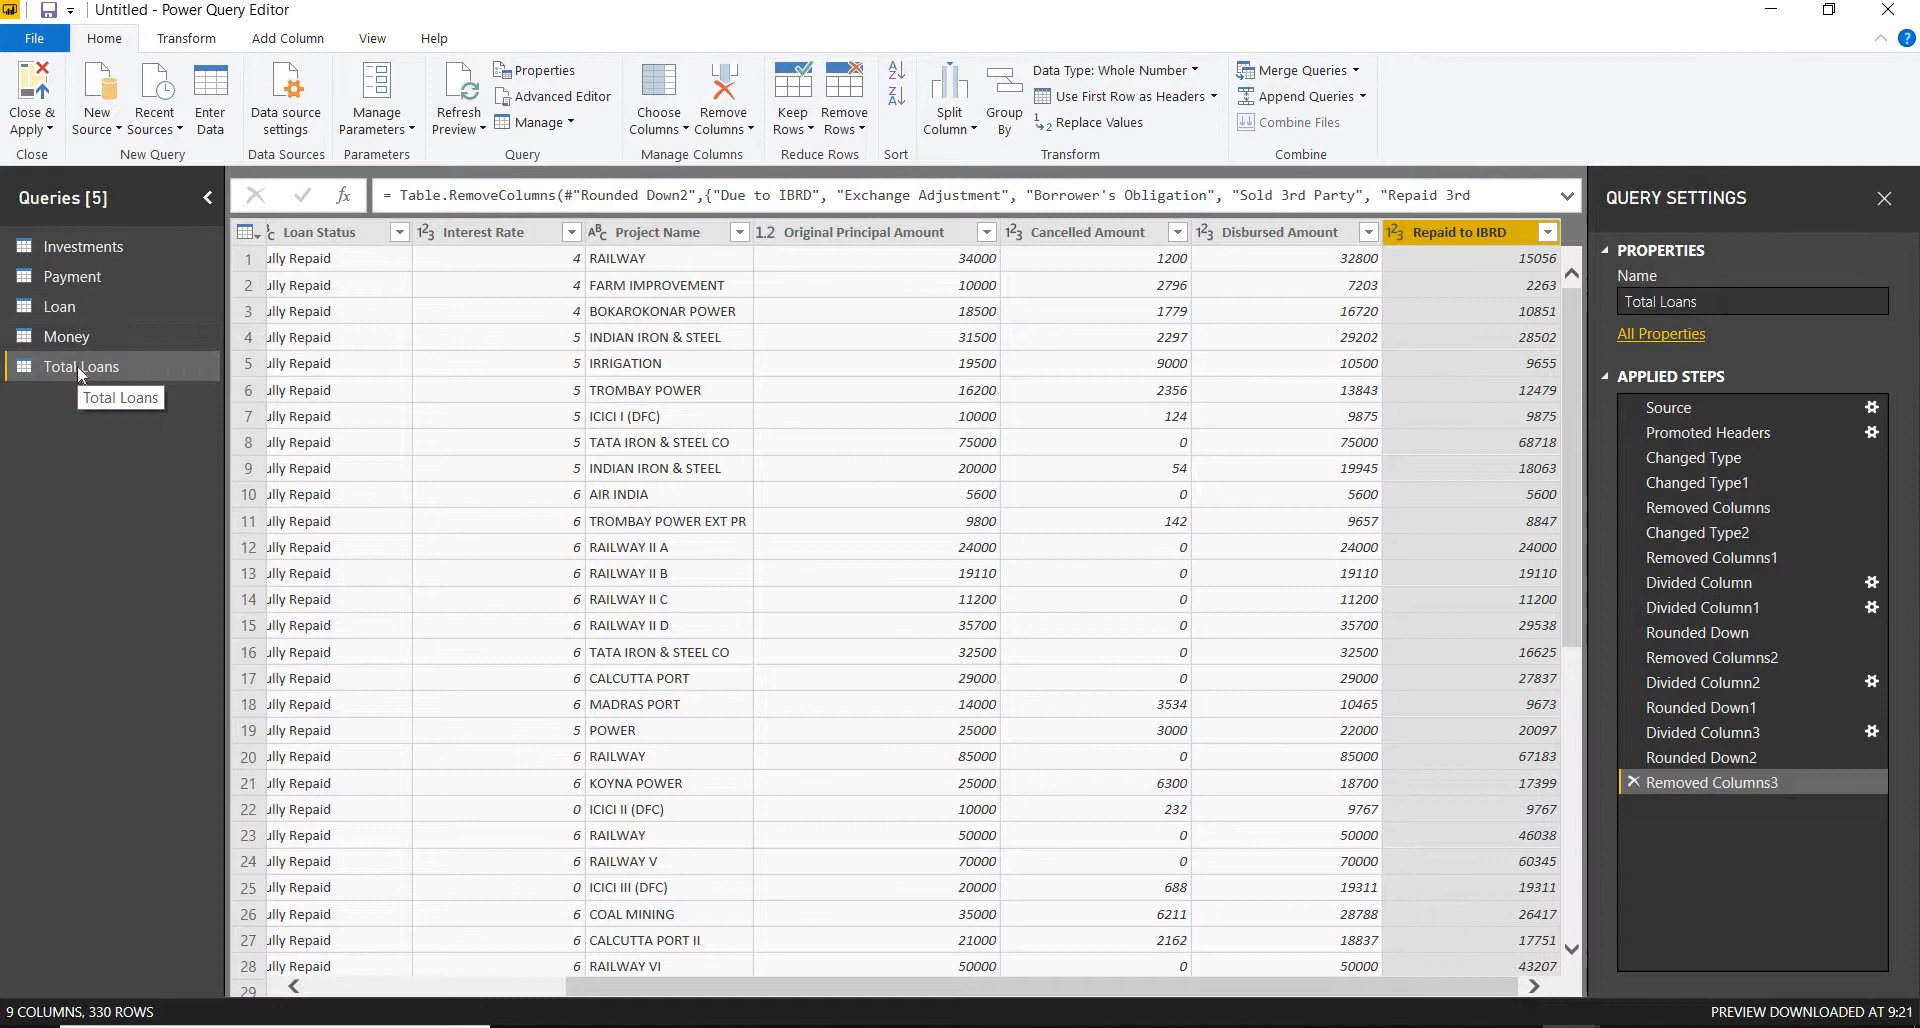 Untitled - Power Query Editor
File Home Transform Add Column View Help
Close & Apply
Close
New Source
Recent Sources
Enter Data
New Query
Data source settings
Data Sources
Manage Parameters
Parameters
Refresh Preview
Properties
Advanced Editor
Manage
Query
Choose Columns
Remove Columns
Manage Columns
Keep Rows
Remove Rows
Reduce Rows
Sort
Split Column
Group By
Data Type: Whole Number
Use First Row as Headers
Replace Values
Transform
Merge Queries
Append Queries
Combine Files
Combine
Queries [5]
Investments
Payment
Loan
Money
Total Loans
Total Loans
= Table.RemoveColumns(#"Rounded Down2",{"Due to IBRD", "Exchange Adjustment", "Borrower's Obligation", "Sold 3rd Party", "Repaid 3rd
Loan Status Interest Rate Project Name Original Principal Amount Cancelled Amount Disbursed Amount Repaid to IBRD
1 ully Repaid 4 RAILWAY 34000 1200 32800 15056
2 ully Repaid 4 FARM IMPROVEMENT 10000 2796 7203 2263
3 ully Repaid 4 BOKAROKONAR POWER 18500 1779 16720 10851
4 ully Repaid 5 INDIAN IRON & STEEL 31500 2297 29202 28502
5 ully Repaid 5 IRRIGATION 19500 9000 10500 9655
6 ully Repaid 5 TROMBAY POWER 16200 2356 13843 12479
7 ully Repaid 5 ICICI I (DFC) 10000 124 9875 9875
8 ully Repaid 5 TATA IRON & STEEL CO 75000 0 75000 68718
9 ully Repaid 5 INDIAN IRON & STEEL 20000 54 19945 18063
10 ully Repaid 6 AIR INDIA 5600 0 5600 5600
11 ully Repaid 6 TROMBAY POWER EXT PR 9800 142 9657 8847
12 ully Repaid 6 RAILWAY II A 24000 0 24000 24000
13 ully Repaid 6 RAILWAY II B 19110 0 19110 19110
14 ully Repaid 6 RAILWAY II C 11200 0 11200 11200
15 ully Repaid 6 RAILWAY II D 35700 0 35700 29538
16 ully Repaid 6 TATA IRON & STEEL CO 32500 0 32500 16625
17 ully Repaid 6 CALCUTTA PORT 29000 0 29000 27837
18 ully Repaid 6 MADRAS PORT 14000 3534 10465 9673
19 ully Repaid 5 POWER 25000 3000 22000 20097
20 ully Repaid 6 RAILWAY 85000 0 85000 67183
21 ully Repaid 6 KOYNA POWER 25000 6300 18700 17399
22 ully Repaid 0 ICICI II (DFC) 10000 232 9767 9767
23 ully Repaid 6 RAILWAY 50000 0 50000 46038
24 ully Repaid 6 RAILWAY V 70000 0 70000 60345
25 ully Repaid 0 ICICI III (DFC) 20000 688 19311 19311
26 ully Repaid 6 COAL MINING 35000 6211 28788 26417
27 ully Repaid 6 CALCUTTA PORT II 21000 2162 18837 17751
28 ully Repaid 6 RAILWAY VI 50000 0 50000 43207
29
QUERY SETTINGS
PROPERTIES
Name
Total Loans
All Properties
APPLIED STEPS
Source
Promoted Headers
Changed Type
Changed Type1
Removed Columns
Changed Type2
Removed Columns1
Divided Column
Divided Column1
Rounded Down
Removed Columns2
Divided Column2
Rounded Down1
Divided Column3
Rounded Down2
Removed Columns3
9 COLUMNS, 330 ROWS
PREVIEW DOWNLOADED AT 9:21